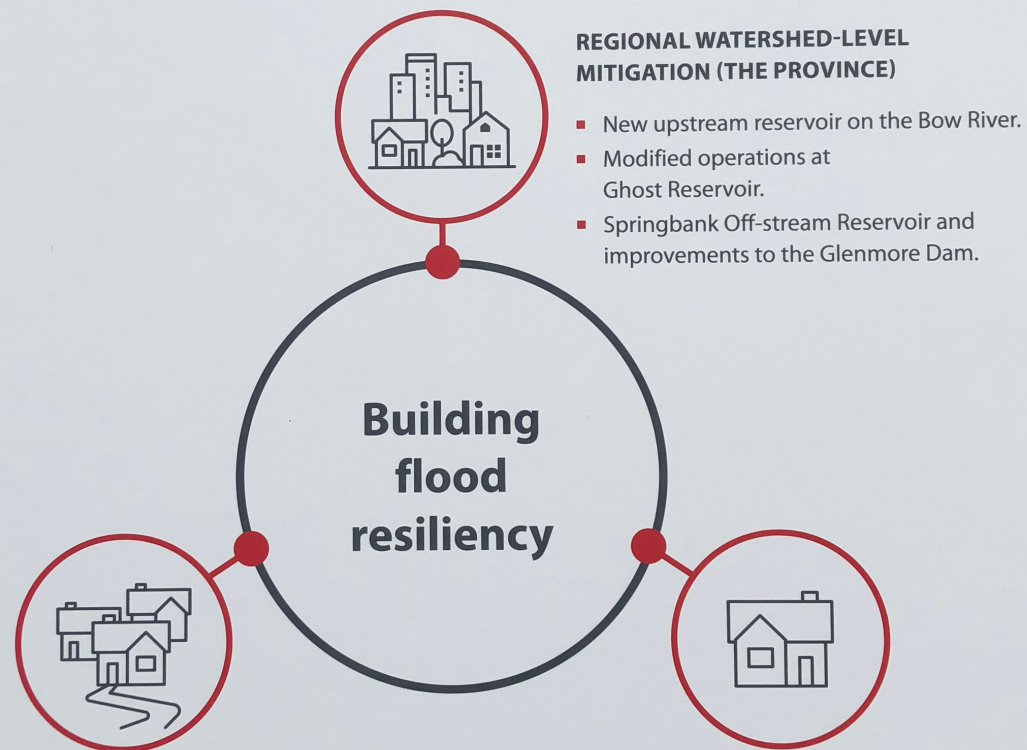 REGIONAL WATERSHED-LEVEL
MITIGATION (THE PROVINCE)
▪ New upstream reservoir on the Bow River.
▪ Modified operations at
Ghost Reservoir.
▪ Springbank Off-stream Reservoir and
improvements to the Glenmore Dam.
Building
flood
resiliency